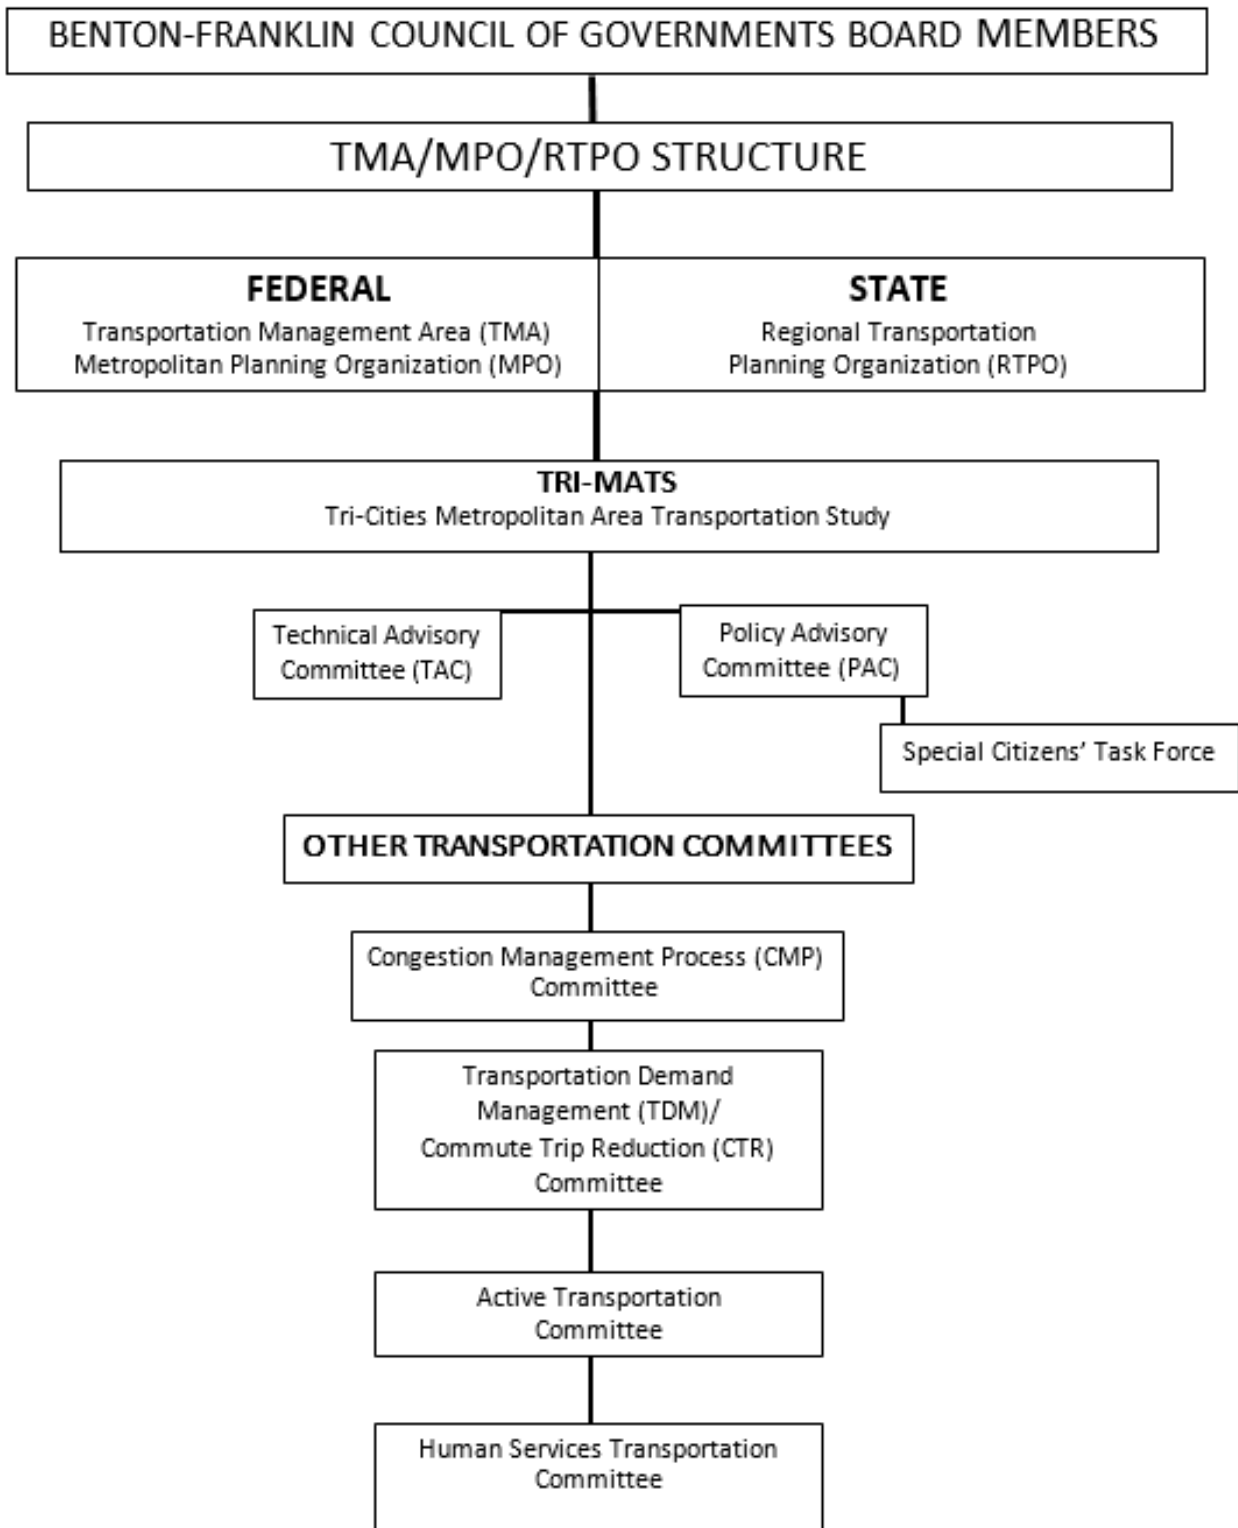 BENTON-FRANKLIN COUNCIL OF GOVERNMENTS BOARD MEMBERS
TMA/MPO/RTPO STRUCTURE
FEDERAL
Transportation Management Area (TMA)
Metropolitan Planning Organization (MPO)
STATE
Regional Transportation
Planning Organization (RTPO)
TRI-MATS
Tri-Cities Metropolitan Area Transportation Study
Technical Advisory
Committee (TAC)
Policy Advisory
Committee (PAC)
Special Citizens’ Task Force
OTHER TRANSPORTATION COMMITTEES
Congestion Management Process (CMP)
Committee
Transportation Demand
Management (TDM)/
Commute Trip Reduction (CTR)
Committee
Active Transportation
Committee
Human Services Transportation
Committee